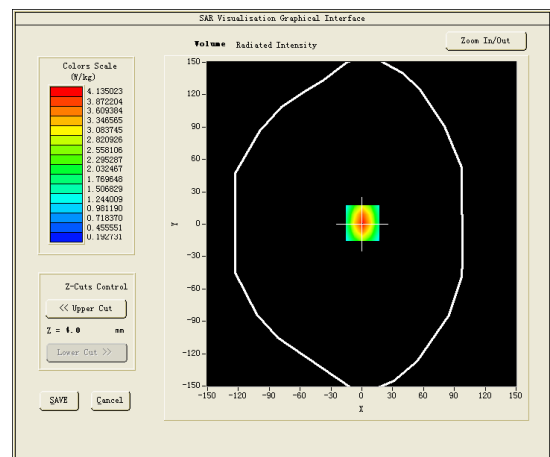 SAR Visualisation Graphical Interface
Volume Radiated Intensity
Zoom In/Out
Colors Scale
(W/kg)
4.135023
3.872204
3.609384
3.346565
3.083745
2.820926
2.558106
2.295287
2.032467
1.769648
1.506829
1.244009
0.981190
0.718370
0.455551
0.192731
Z-Cuts Control
<< Upper Cut
Z = 4.0 mm
Lower Cut >>
SAVE Cancel
150
120
90
60
30
0
-30
-60
-90
-120
-150
Y
-150 -120 -90 -60 -30 0 30 60 90 120 150
X